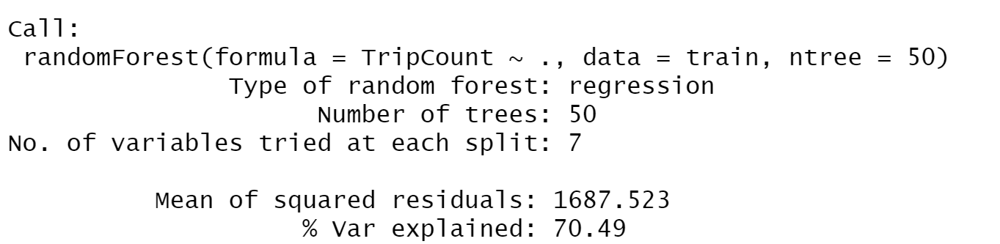 Call:
 randomForest(formula = TripCount ~ ., data = train, ntree = 50)
               Type of random forest: regression
                     Number of trees: 50
No. of variables tried at each split: 7

          Mean of squared residuals: 1687.523
                    % Var explained: 70.49